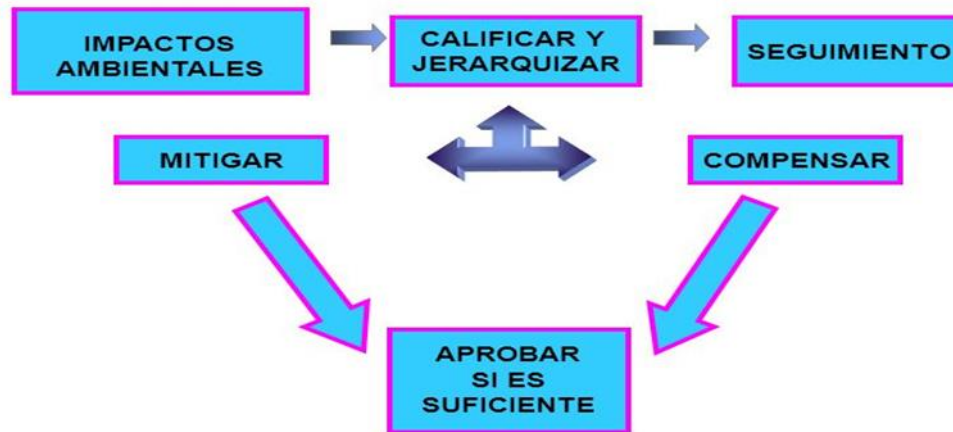 IMPACTOS
AMBIENTALES
CALIFICAR Y
JERARQUIZAR
SEGUIMIENTO
MITIGAR
COMPENSAR
APROBAR
SI ES
SUFICIENTE